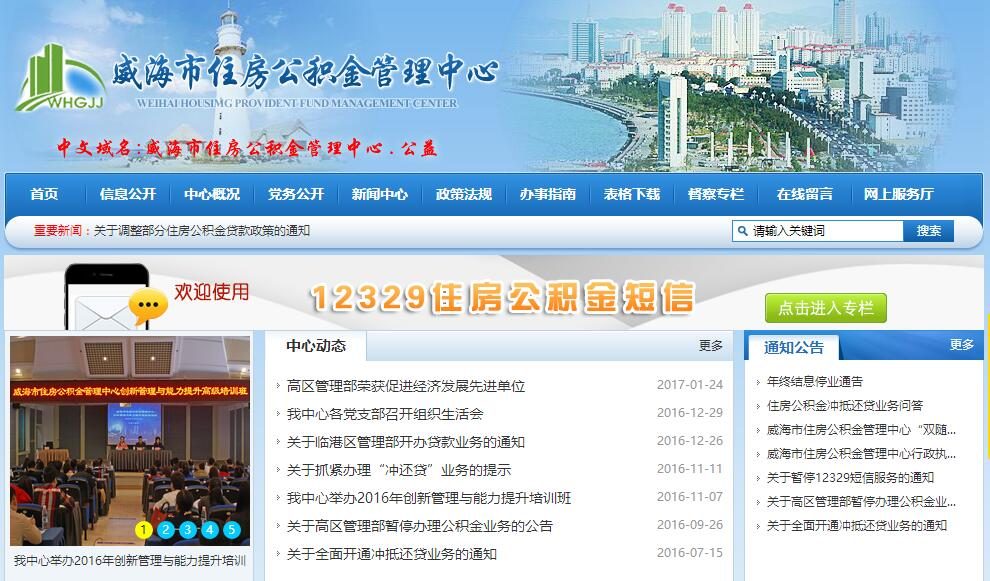 威海市住房公积金管理中心
WHGJJ
WEIHAI HOUSIMG PROVIDENT FUND MANAGEMENT CENTER
中文域名:威海市住房公积金管理中心.公益
首页 信息公开 中心概况 党务公开 新闻中心 政策法规 办事指南 表格下载 督察专栏 在线留言 网上服务厅
重要新闻：关于调整部分住房公积金贷款政策的通知 请输入关键词 搜索
欢迎使用 12329住房公积金短信 点击进入专栏
威海市住房公积金管理中心创新管理与能力提升高级培训班
1 2 3 4 5
我中心举办2016年创新管理与能力提升培训
中心动态 更多
高区管理部荣获促进经济发展先进单位 2017-01-24
我中心各党支部召开组织生活会 2016-12-29
关于临港区管理部开办贷款业务的通知 2016-12-26
关于抓紧办理“冲还贷”业务的提示 2016-11-11
我中心举办2016年创新管理与能力提升培训班 2016-11-07
关于高区管理部暂停办理公积金业务的公告 2016-09-26
关于全面开通冲抵还贷业务的通知 2016-07-15
通知公告 更多
年终结息停业通告
住房公积金冲抵还贷业务问答
威海市住房公积金管理中心“双随...
威海市住房公积金管理中心行政执...
关于暂停12329短信服务的通知
关于高区管理部暂停办理公积金业...
关于全面开通冲抵还贷业务的通知